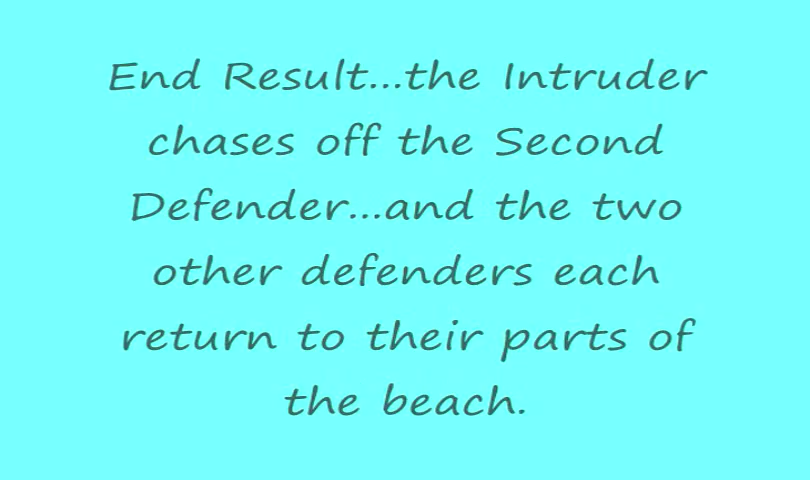 End Result...the Intruder
chases off the Second
Defender...and the two
other defenders each
return to their parts of
the beach.